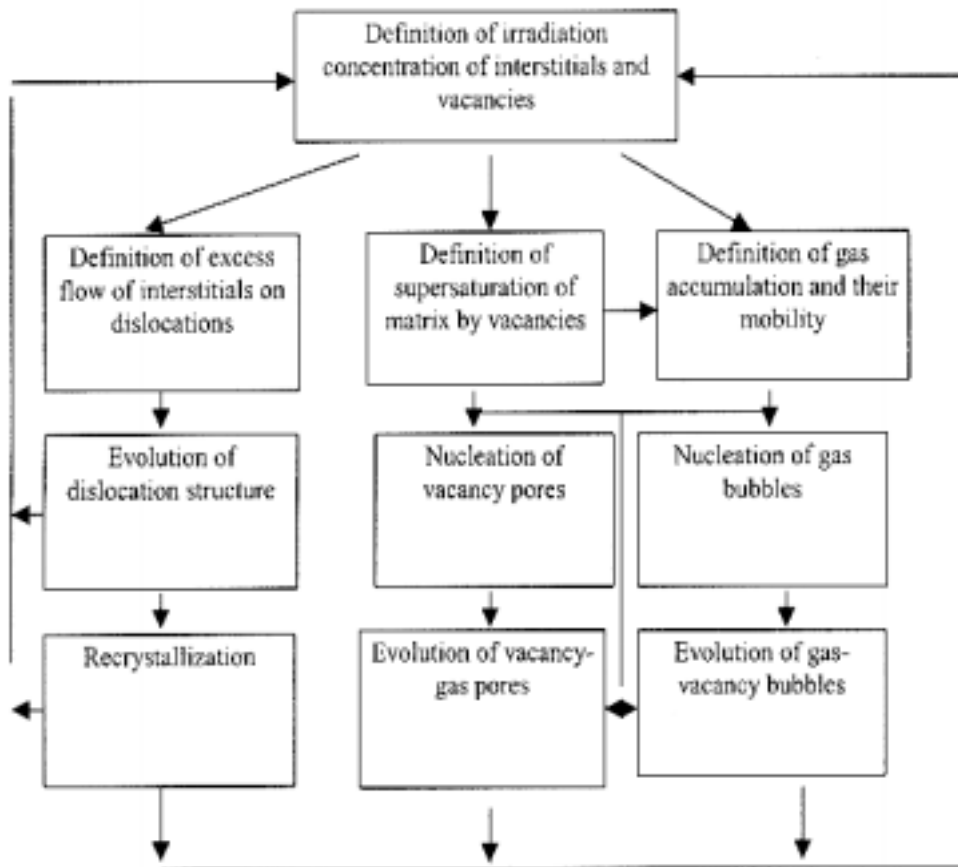 Definition of irradiation
concentration of interstitials and
vacancies
Definition of excess
flow of interstitials on
dislocations
Definition of
supersaturation of
matrix by vacancies
Definition of gas
accumulation and their
mobility
Evolution of
dislocation structure
Nucleation of
vacancy pores
Nucleation of gas
bubbles
Recrystallization
Evolution of vacancy-
gas pores
Evolution of gas-
vacancy bubbles